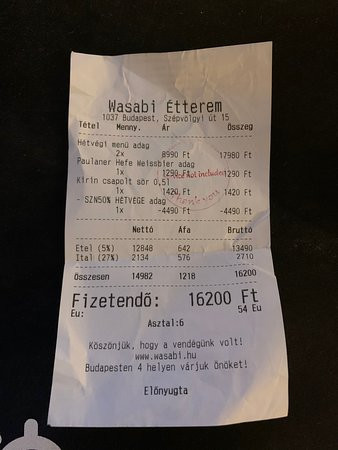 Wasabi Étterem
1037 Budapest, Szépvölgyi út 15
Tétel Menny. Ár Összeg
Hétvégi menü adag
2x 8990 Ft 17980 Ft
Paulaner Hefe Weissbier adag
1x 1290 Ft 1290 Ft
Kirin csapolt sör 0,5l
1x 1420 Ft 1420 Ft
- SZN50% HÉTVÉGE adag
1x -4490 Ft -4490 Ft
not included
Nettó Áfa Bruttó
Étel (5%) 12848 642 13490
Ital (27%) 2134 576 2710
Összesen 14982 1218 16200
Fizetendő: 16200 Ft
Eu: 54 Eu
Asztal:6
Köszönjük, hogy a vendégünk volt!
www.wasabi.hu
Budapesten 4 helyen várjuk Önöket!
Előnyugta